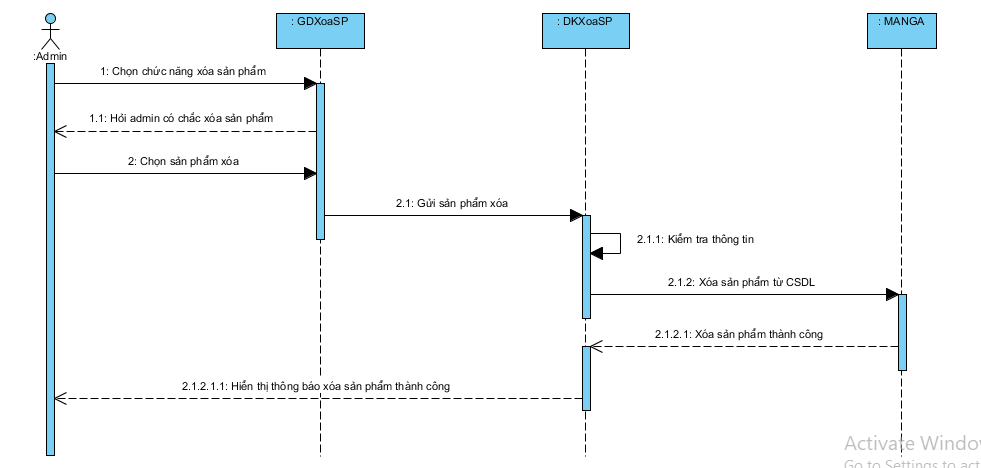 : GDXoaSP
: DKXoaSP
: MANGA
:Admin
1: Chọn chức năng xóa sản phẩm
1.1: Hỏi admin có chắc xóa sản phẩm
2: Chọn sản phẩm xóa
2.1: Gửi sản phẩm xóa
2.1.1: Kiểm tra thông tin
2.1.2: Xóa sản phẩm từ CSDL
2.1.2.1: Xóa sản phẩm thành công
2.1.2.1.1: Hiển thị thông báo xóa sản phẩm thành công
Activate Windo
Go to Settings to act